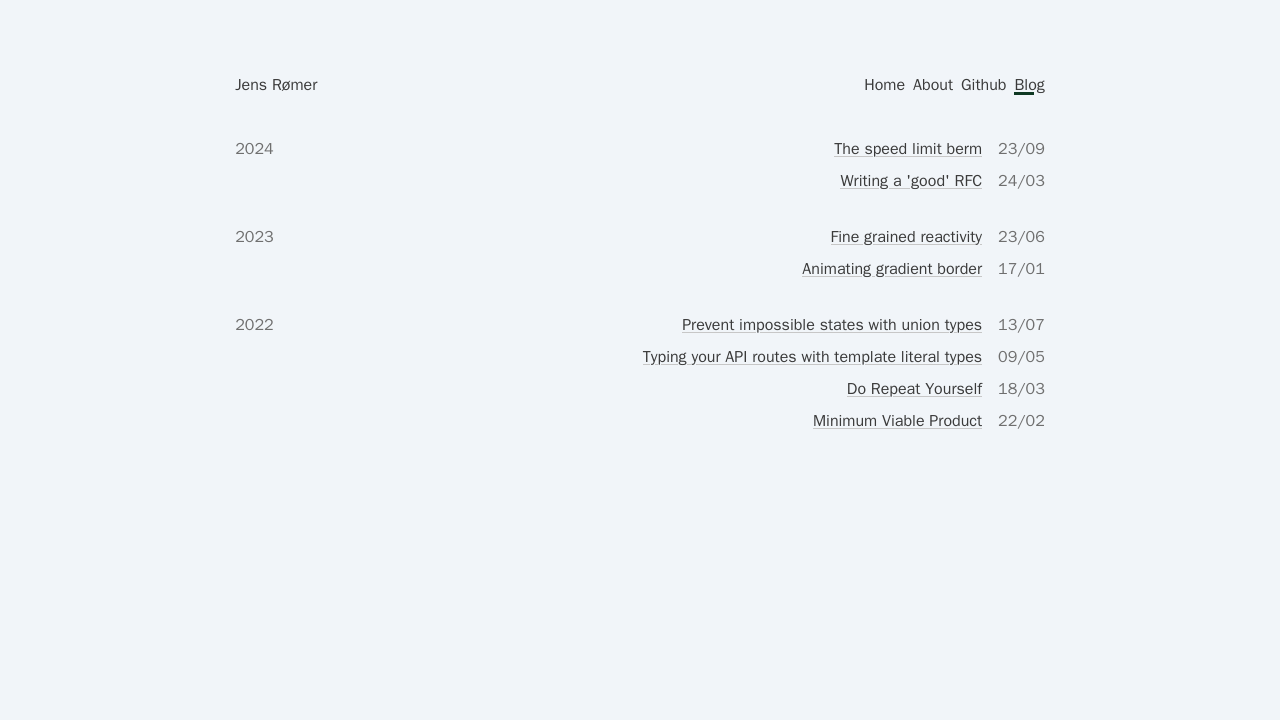 Jens Rømer Home About Github Blog
2024 The speed limit berm 23/09
Writing a 'good' RFC 24/03
2023 Fine grained reactivity 23/06
Animating gradient border 17/01
2022 Prevent impossible states with union types 13/07
Typing your API routes with template literal types 09/05
Do Repeat Yourself 18/03
Minimum Viable Product 22/02